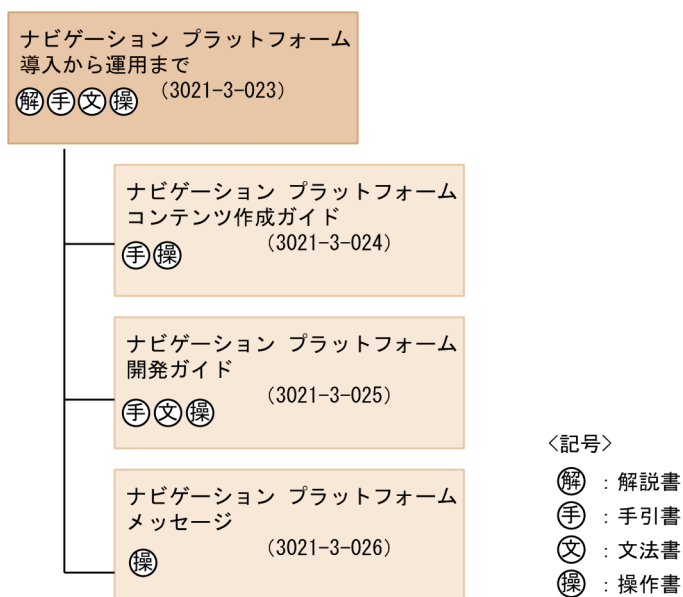 ナビゲーション プラットフォーム
導入から運用まで
解手文操 （3021-3-023）
ナビゲーション プラットフォーム
コンテンツ作成ガイド
（3021-3-024）
手操
ナビゲーション プラットフォーム
開発ガイド
（3021-3-025）
手文操
ナビゲーション プラットフォーム
メッセージ
（3021-3-026）
操
〈記号〉
解 ：解説書
手 ：手引書
文 ：文法書
操 ：操作書